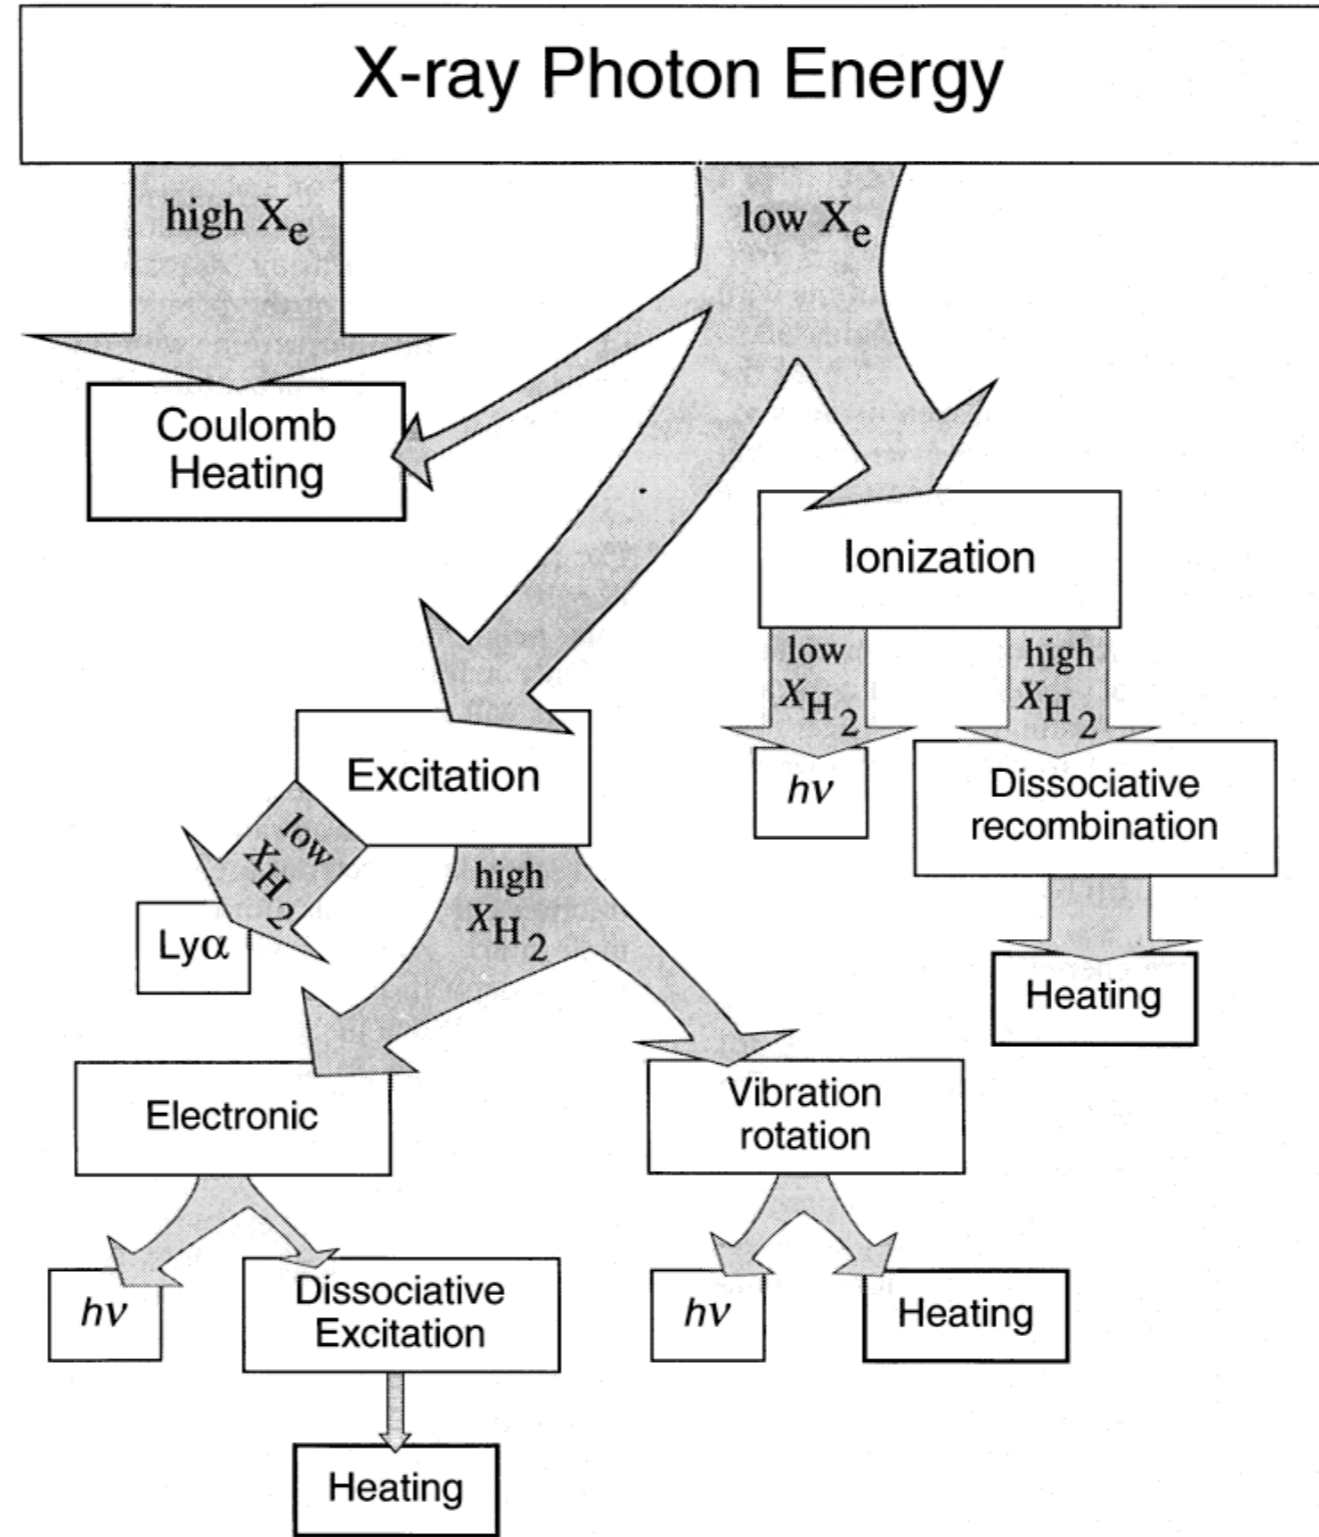 X-ray Photon Energy
high Xe
low Xe
Coulomb
Heating
Ionization
low
XH2
high
XH2
hν
Dissociative
recombination
Heating
Excitation
low
XH2
high
XH2
Lyα
Electronic
Vibration
rotation
hν
Dissociative
Excitation
hν
Heating
Heating